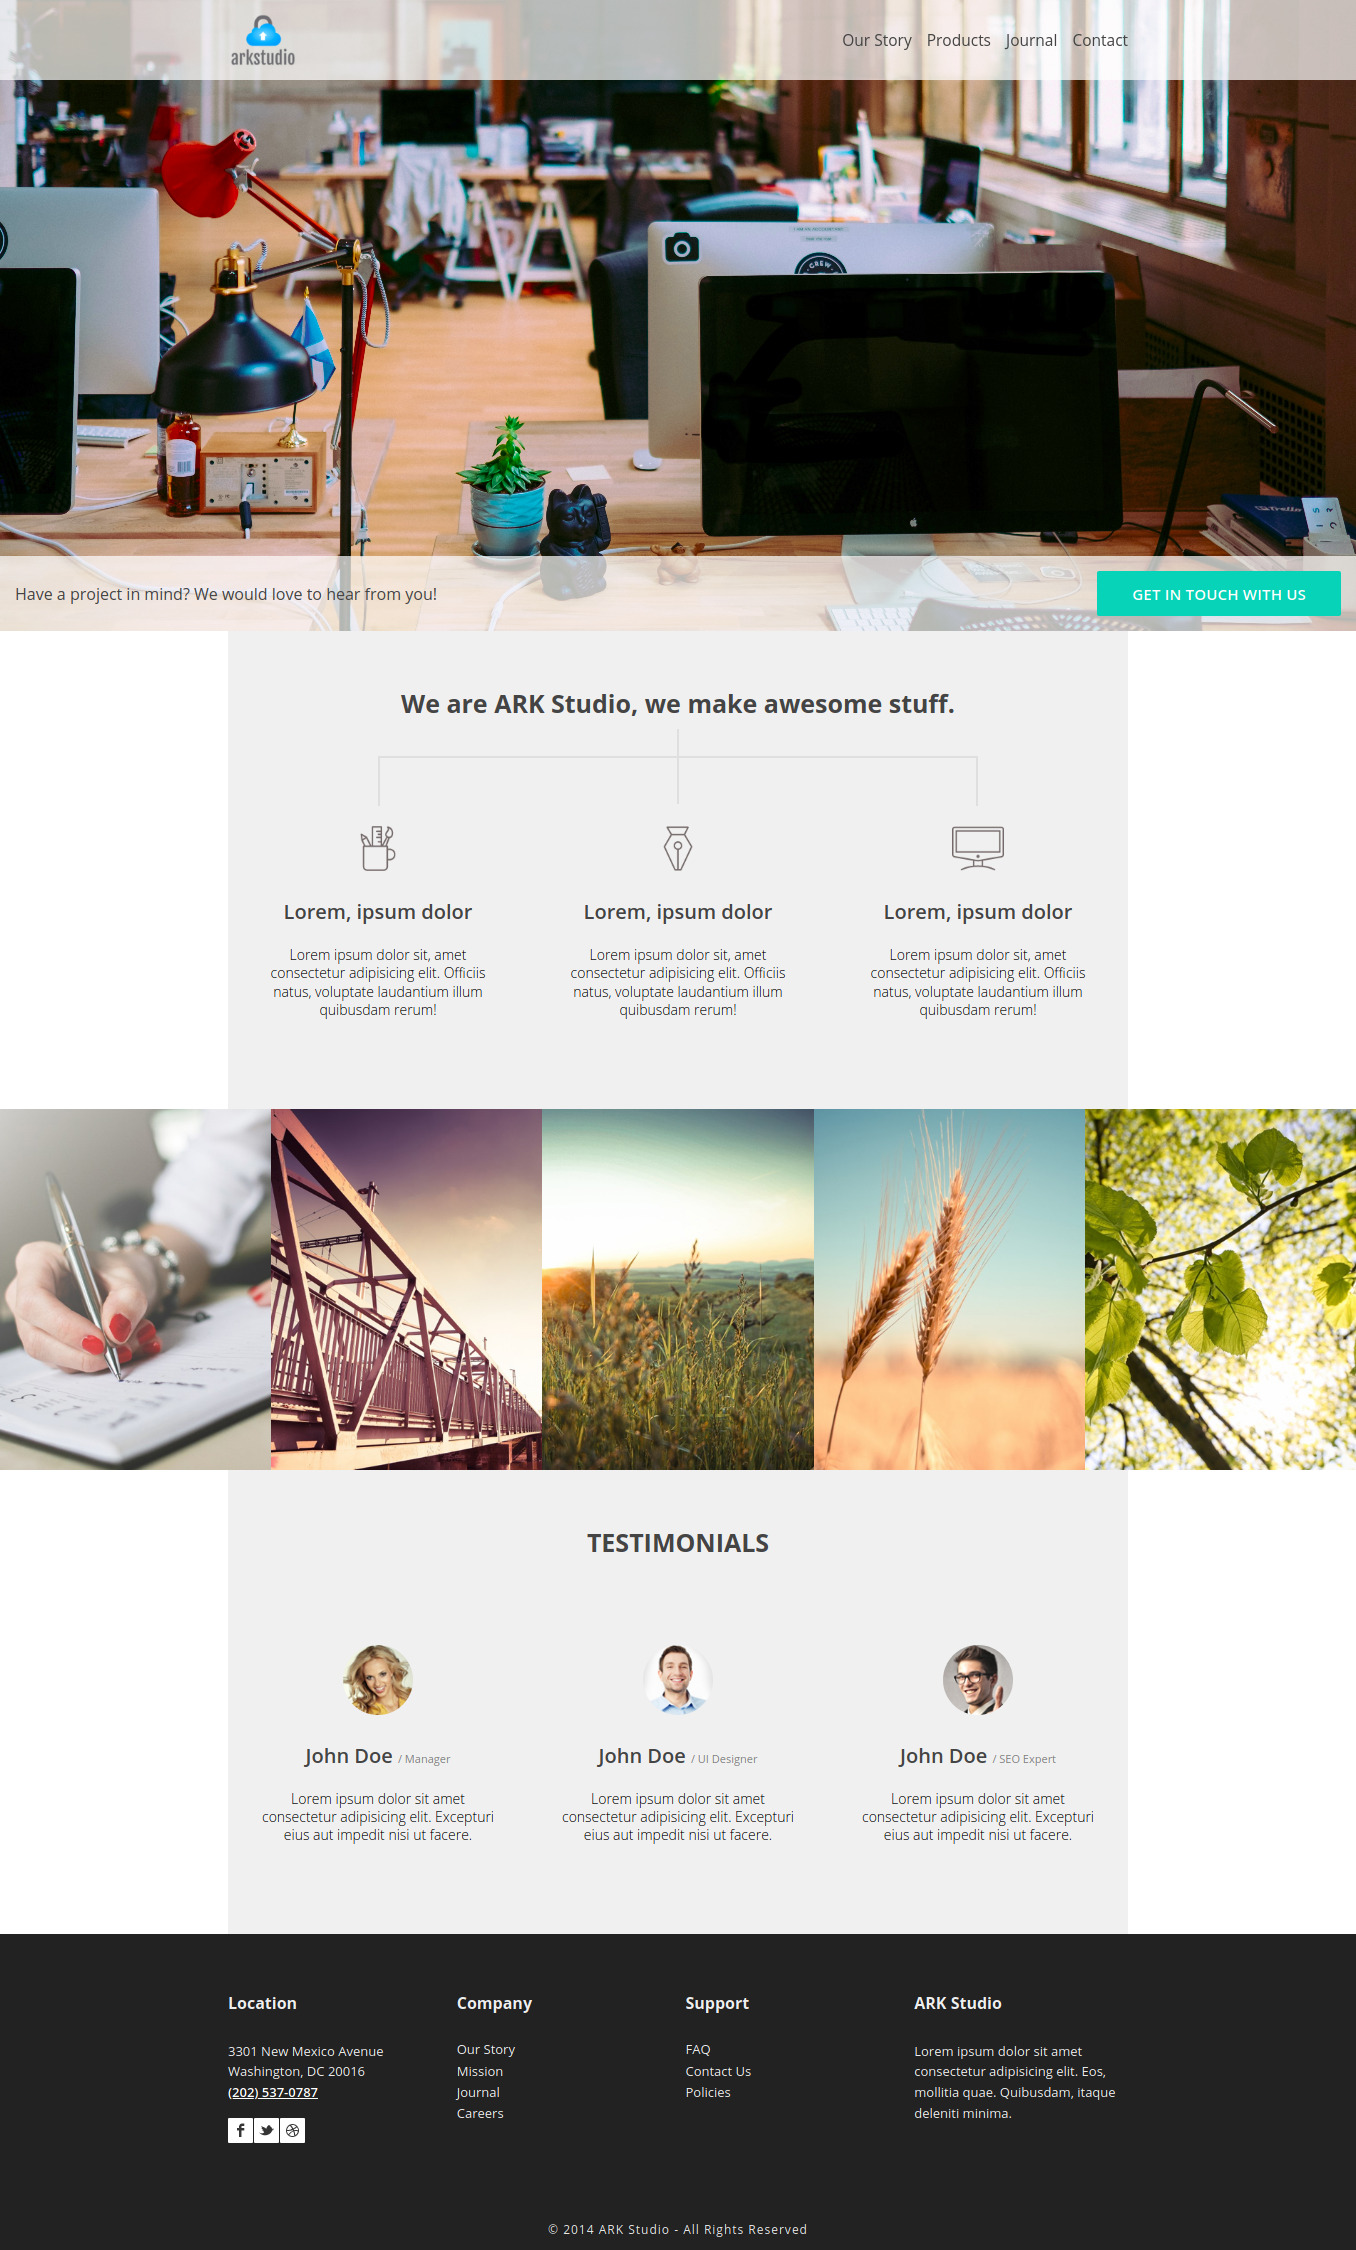 arkstudio
Our Story Products Journal Contact
CREW
Trello
Have a project in mind? We would love to hear from you!
GET IN TOUCH WITH US
We are ARK Studio, we make awesome stuff.
Lorem, ipsum dolor
Lorem ipsum dolor sit, amet
consectetur adipisicing elit. Officiis
natus, voluptate laudantium illum
quibusdam rerum!
Lorem, ipsum dolor
Lorem ipsum dolor sit, amet
consectetur adipisicing elit. Officiis
natus, voluptate laudantium illum
quibusdam rerum!
Lorem, ipsum dolor
Lorem ipsum dolor sit, amet
consectetur adipisicing elit. Officiis
natus, voluptate laudantium illum
quibusdam rerum!
TESTIMONIALS
John Doe / Manager
Lorem ipsum dolor sit amet
consectetur adipisicing elit. Excepturi
eius aut impedit nisi ut facere.
John Doe / UI Designer
Lorem ipsum dolor sit amet
consectetur adipisicing elit. Excepturi
eius aut impedit nisi ut facere.
John Doe / SEO Expert
Lorem ipsum dolor sit amet
consectetur adipisicing elit. Excepturi
eius aut impedit nisi ut facere.
Location
3301 New Mexico Avenue
Washington, DC 20016
(202) 537-0787
Company
Our Story
Mission
Journal
Careers
Support
FAQ
Contact Us
Policies
ARK Studio
Lorem ipsum dolor sit amet
consectetur adipisicing elit. Eos,
mollitia quae. Quibusdam, itaque
deleniti minima.
© 2014 ARK Studio - All Rights Reserved